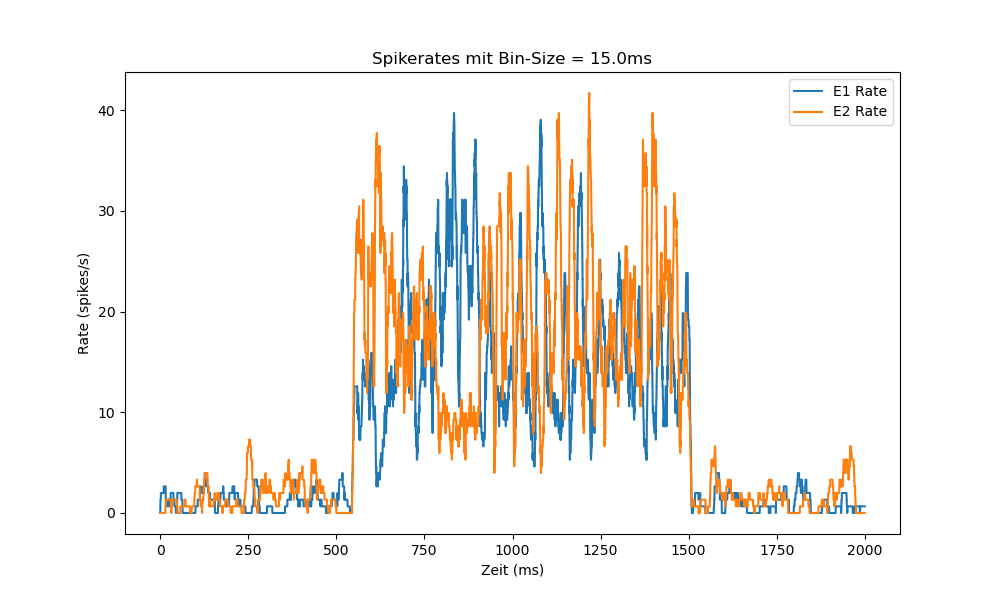 Spikerates mit Bin-Size = 15.0ms
E1 Rate
E2 Rate
40
30
20
10
0
Rate (spikes/s)
0 250 500 750 1000 1250 1500 1750 2000
Zeit (ms)